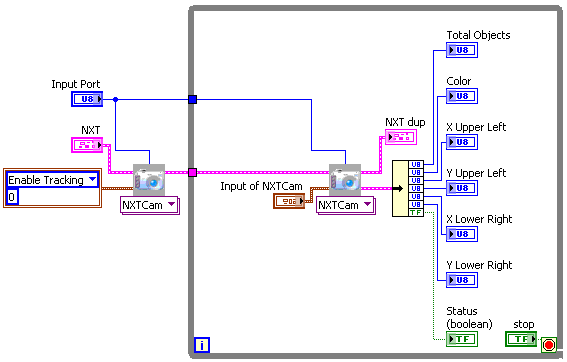 Total Objects
U8
Input Port
U8
Color
U8
NXT
NXT dup
X Upper Left
U8
Enable Tracking
0
NXTCam
Input of NXTCam
NXTCam
U8
U8
U8
U8
U8
U8
TF
Y Upper Left
U8
X Lower Right
U8
Y Lower Right
U8
Status
(boolean)
TF
stop
TF
i